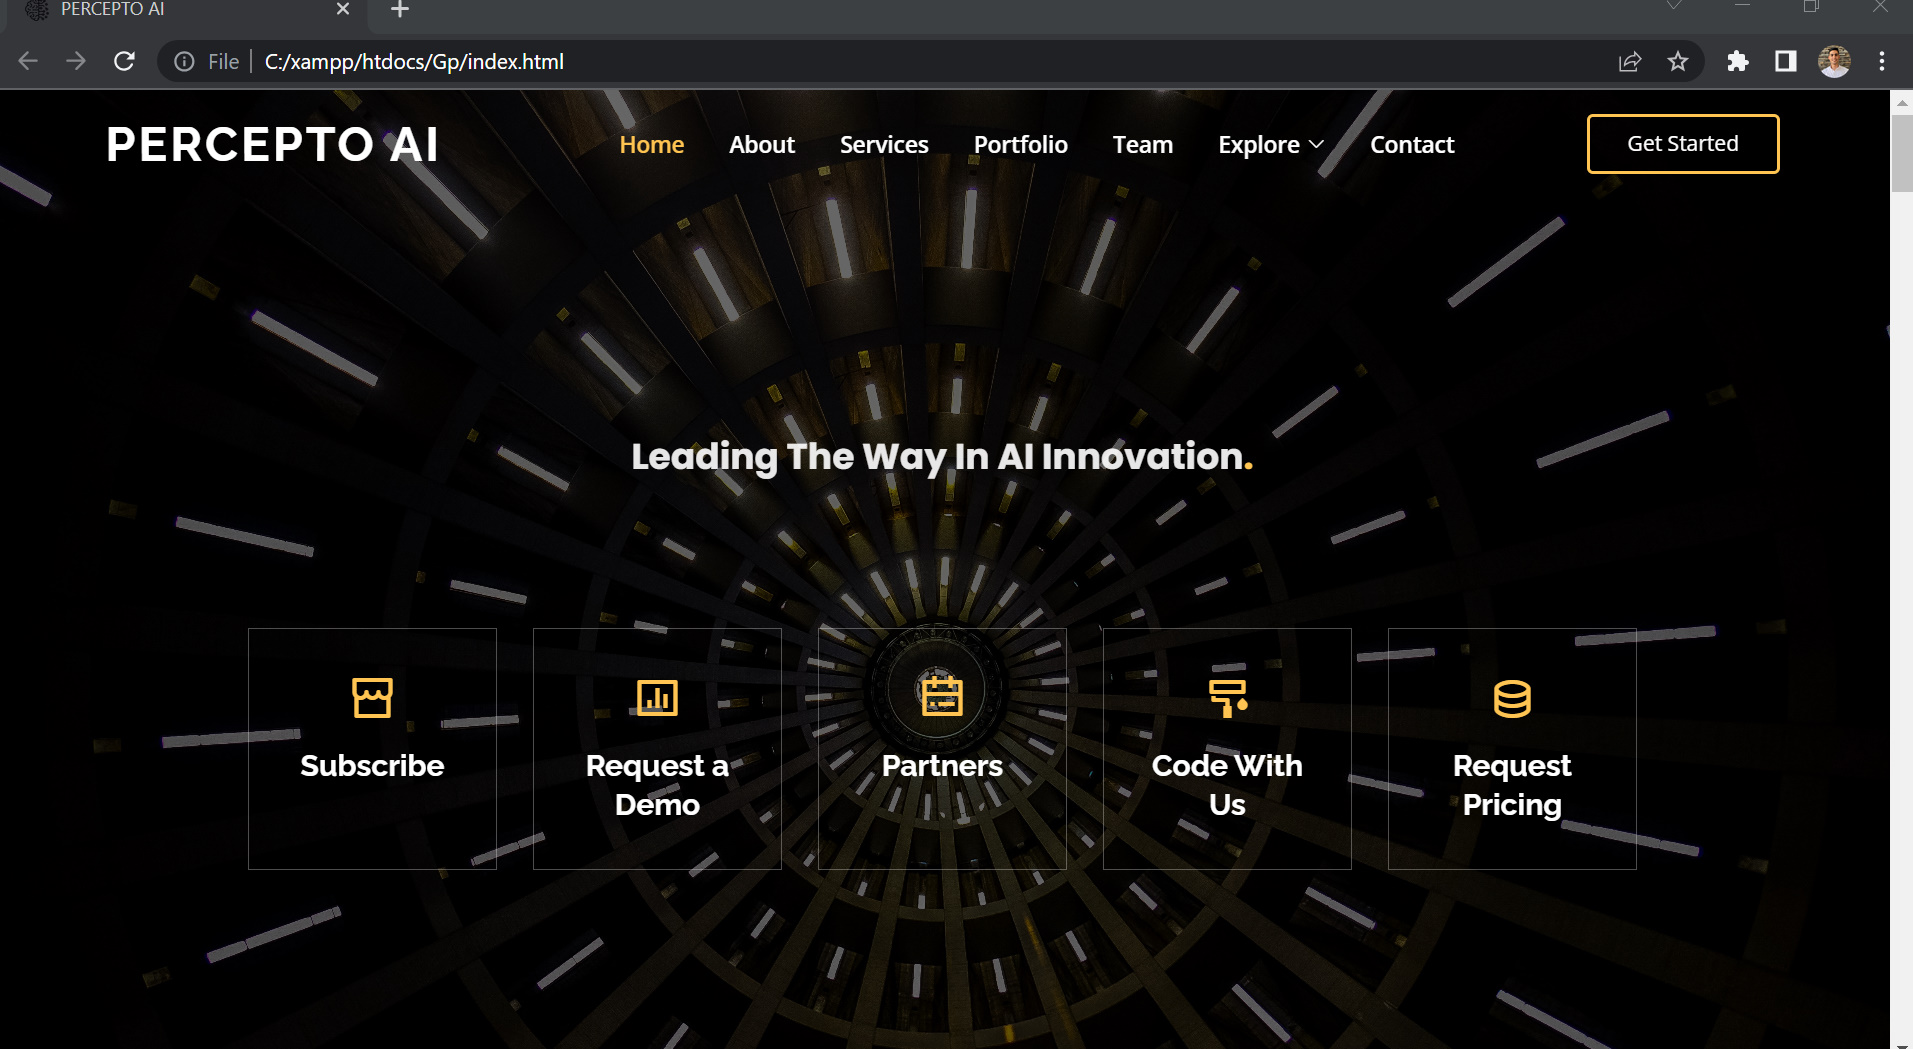 PERCEPTO AI
File C:/xampp/htdocs/Gp/index.html
PERCEPTO AI
Home About Services Portfolio Team Explore Contact
Get Started
Leading The Way In AI Innovation.
Subscribe
Request a
Demo
Partners
Code With
Us
Request
Pricing